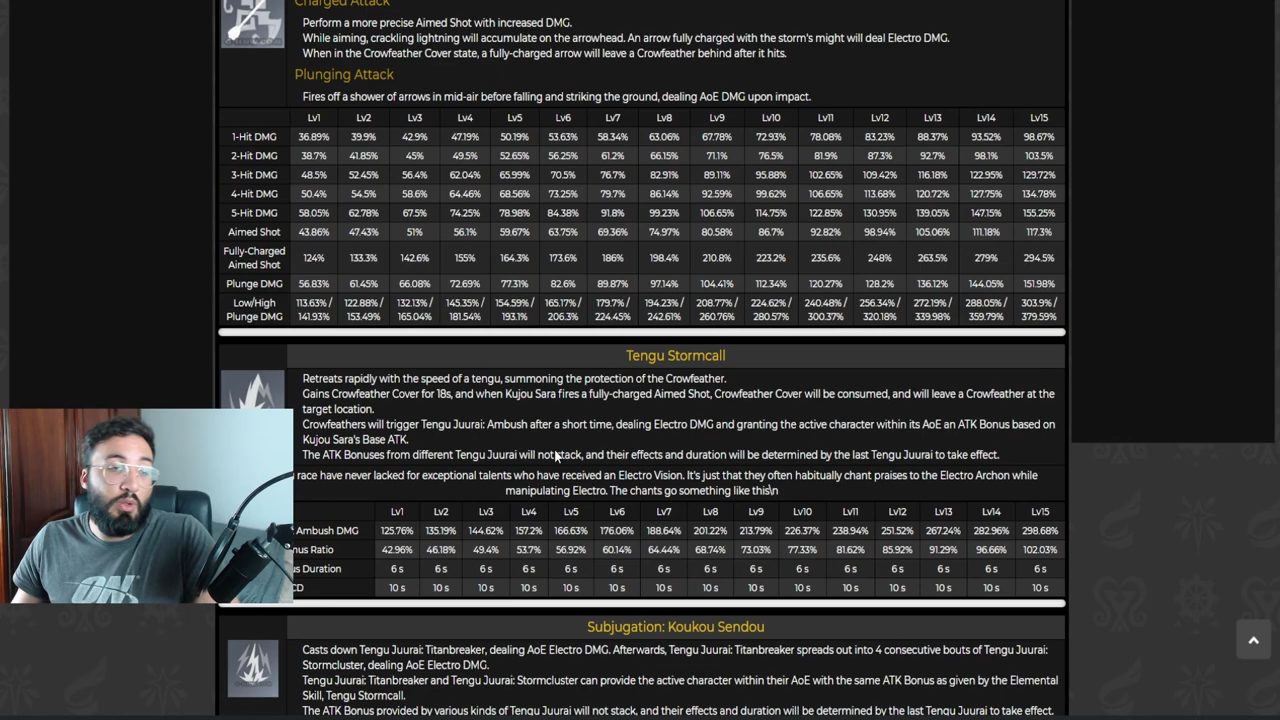 Charged Attack
Perform a more precise Aimed Shot with increased DMG.
While aiming, crackling lightning will accumulate on the arrowhead. An arrow fully charged with the storm's might will deal Electro DMG.
When in the Crowfeather Cover state, a fully-charged arrow will leave a Crowfeather behind after it hits.
Plunging Attack
Fires off a shower of arrows in mid-air before falling and striking the ground, dealing AoE DMG upon impact.
Lv1 Lv2 Lv3 Lv4 Lv5 Lv6 Lv7 Lv8 Lv9 Lv10 Lv11 Lv12 Lv13 Lv14 Lv15
1-Hit DMG 36.89% 39.9% 42.9% 47.19% 50.19% 53.63% 58.34% 63.06% 67.78% 72.93% 78.08% 83.23% 88.37% 93.52% 98.67%
2-Hit DMG 38.7% 41.85% 45% 49.5% 52.65% 56.25% 61.2% 66.15% 71.1% 76.5% 81.9% 87.3% 92.7% 98.1% 103.5%
3-Hit DMG 48.5% 52.45% 56.4% 62.04% 65.99% 70.5% 76.7% 82.91% 89.11% 95.88% 102.65% 109.42% 116.18% 122.95% 129.72%
4-Hit DMG 50.4% 54.5% 58.6% 64.46% 68.56% 73.25% 79.7% 86.14% 92.59% 99.62% 106.65% 113.68% 120.72% 127.75% 134.78%
5-Hit DMG 58.05% 62.78% 67.5% 74.25% 78.98% 84.38% 91.8% 99.23% 106.65% 114.75% 122.85% 130.95% 139.05% 147.15% 155.25%
Aimed Shot 43.86% 47.43% 51% 56.1% 59.67% 63.75% 69.36% 74.97% 80.58% 86.7% 92.82% 98.94% 105.06% 111.18% 117.3%
Fully-Charged
Aimed Shot 124% 133.3% 142.6% 155% 164.3% 173.6% 186% 198.4% 210.8% 223.2% 235.6% 248% 263.5% 279% 294.5%
Plunge DMG 56.83% 61.45% 66.08% 72.69% 77.31% 82.6% 89.87% 97.14% 104.41% 112.34% 120.27% 128.2% 136.12% 144.05% 151.98%
Low/High 113.63% / 122.88% / 132.13% / 145.35% / 154.59% / 165.17% / 179.7% / 194.23% / 208.77% / 224.62% / 240.48% / 256.34% / 272.19% / 288.05% / 303.9% /
Plunge DMG 141.93% 153.49% 165.04% 181.54% 193.1% 206.3% 224.45% 242.61% 260.76% 280.57% 300.37% 320.18% 339.98% 359.79% 379.59%
Tengu Stormcall
Retreats rapidly with the speed of a tengu, summoning the protection of the Crowfeather.
Gains Crowfeather Cover for 18s, and when Kujou Sara fires a fully-charged Aimed Shot, Crowfeather Cover will be consumed, and will leave a Crowfeather at the
target location.
Crowfeathers will trigger Tengu Juurai: Ambush after a short time, dealing Electro DMG and granting the active character within its AoE an ATK Bonus based on
Kujou Sara's Base ATK.
The ATK Bonuses from different Tengu Juurai will not stack, and their effects and duration will be determined by the last Tengu Juurai to take effect.
race have never lacked for exceptional talents who have received an Electro Vision. It's just that they often habitually chant praises to the Electro Archon while
manipulating Electro. The chants go something like this\n
Lv1 Lv2 Lv3 Lv4 Lv5 Lv6 Lv7 Lv8 Lv9 Lv10 Lv11 Lv12 Lv13 Lv14 Lv15
Ambush DMG 125.76% 135.19% 144.62% 157.2% 166.63% 176.06% 188.64% 201.22% 213.79% 226.37% 238.94% 251.52% 267.24% 282.96% 298.68%
nus Ratio 42.96% 46.18% 49.4% 53.7% 56.92% 60.14% 64.44% 68.74% 73.03% 77.33% 81.62% 85.92% 91.29% 96.66% 102.03%
us Duration 6 s 6 s 6 s 6 s 6 s 6 s 6 s 6 s 6 s 6 s 6 s 6 s 6 s 6 s 6 s
CD 10 s 10 s 10 s 10 s 10 s 10 s 10 s 10 s 10 s 10 s 10 s 10 s 10 s 10 s 10 s
Subjugation: Koukou Sendou
Casts down Tengu Juurai: Titanbreaker, dealing AoE Electro DMG. Afterwards, Tengu Juurai: Titanbreaker spreads out into 4 consecutive bouts of Tengu Juurai:
Stormcluster, dealing AoE Electro DMG.
Tengu Juurai: Titanbreaker and Tengu Juurai: Stormcluster can provide the active character within their AoE with the same ATK Bonus as given by the Elemental
Skill, Tengu Stormcall.
The ATK Bonus provided by various kinds of Tengu Juurai will not stack, and their effects and duration will be determined by the last Tengu Juurai to take effect.